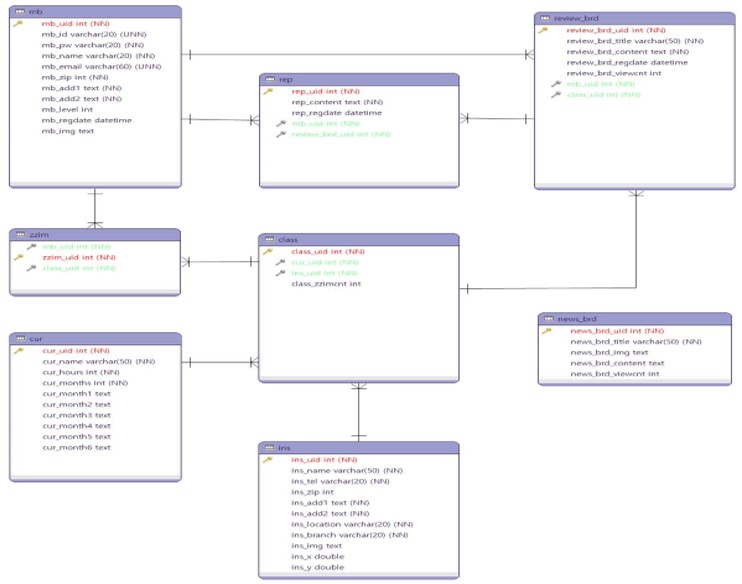 mb
mb_uid int (NN)
mb_id varchar(20) (UNN)
mb_pw varchar(20) (NN)
mb_name varchar(20) (NN)
mb_email varchar(60) (UNN)
mb_zip int (NN)
mb_add1 text (NN)
mb_add2 text (NN)
mb_level int
mb_regdate datetime
mb_img text
rep
rep_uid int (NN)
rep_content text (NN)
rep_regdate datetime
mb_uid int (NN)
review_brd_uid int (NN)
review_brd
review_brd_uid int (NN)
review_brd_title varchar(50) (NN)
review_brd_content text (NN)
review_brd_regdate datetime
review_brd_viewcnt int
mb_uid int (NN)
class_uid int (NN)
zzim
mb_uid int (NN)
zzim_uid int (NN)
class_uid int (NN)
class
class_uid int (NN)
cur_uid int (NN)
ins_uid int (NN)
class_zzimcnt int
news_brd
news_brd_uid int (NN)
news_brd_title varchar(50) (NN)
news_brd_img text
news_brd_content text
news_brd_viewcnt int
cur
cur_uid int (NN)
cur_name varchar(50) (NN)
cur_hours int (NN)
cur_months int (NN)
cur_month1 text
cur_month2 text
cur_month3 text
cur_month4 text
cur_month5 text
cur_month6 text
ins
ins_uid int (NN)
ins_name varchar(50) (NN)
ins_tel varchar(20) (NN)
ins_zip int
ins_add1 text (NN)
ins_add2 text (NN)
ins_location varchar(20) (NN)
ins_branch varchar(20) (NN)
ins_img text
ins_x double
ins_y double